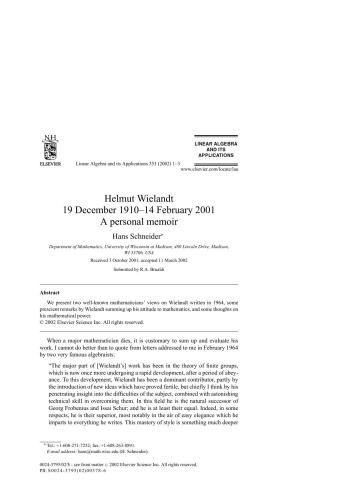 NH
ELSEVIER
Linear Algebra and its Applications 353 (2002) 1–3
LINEAR ALGEBRA
AND ITS
APPLICATIONS
www.elsevier.com/locate/laa
Helmut Wielandt
19 December 1910–14 February 2001
A personal memoir
Hans Schneider*
Department of Mathematics, University of Wisconsin at Madison, 480 Lincoln Drive, Madison,
WI 53706, USA
Received 3 October 2001; accepted 11 March 2002
Submitted by R.A. Brualdi
Abstract
We present two well-known mathematicians' views on Wielandt written in 1964, some
prescient remarks by Wielandt summing up his attitude to mathematics, and some thoughts on
his mathematical power.
© 2002 Elsevier Science Inc. All rights reserved.
When a major mathematician dies, it is customary to sum up and evaluate his
work. I cannot do better than to quote from letters addressed to me in February 1964
by two very famous algebraists:
“The major part of [Wielandt's] work has been in the theory of finite groups,
which is now once more undergoing a rapid development, after a period of abey-
ance. To this development, Wielandt has been a dominant contributor, partly by
the introduction of new ideas which have proved fertile, but chiefly I think by his
penetrating insight into the difficulties of the subject, combined with astonishing
technical skill in overcoming them. In this field he is the natural successor of
Georg Frobenius and Issai Schur; and he is at least their equal. Indeed, in some
respects, he is their superior, most notably in the air of easy elegance which he
imparts to everything he writes. This mastery of style is something much deeper
* Tel.: +1-608-271-7252; fax: +1-608-263-8891.
E-mail address: hans@math.wisc.edu (H. Schneider).
0024-3795/02/$ - see front matter © 2002 Elsevier Science Inc. All rights reserved.
PII: S0024-3795(02)00378-6